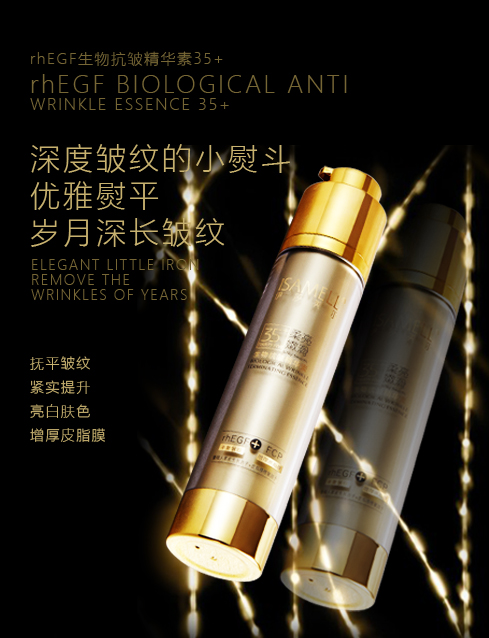 rhEGF生物抗皱精华素35+
rhEGF BIOLOGICAL ANTI
WRINKLE ESSENCE 35+
深度皱纹的小熨斗
优雅熨平
岁月深长皱纹
ELEGANT LITTLE IRON
REMOVE THE
WRINKLES OF YEARS
抚平皱纹
紧实提升
亮白肤色
增厚皮脂膜
35
rhEGF + FCP